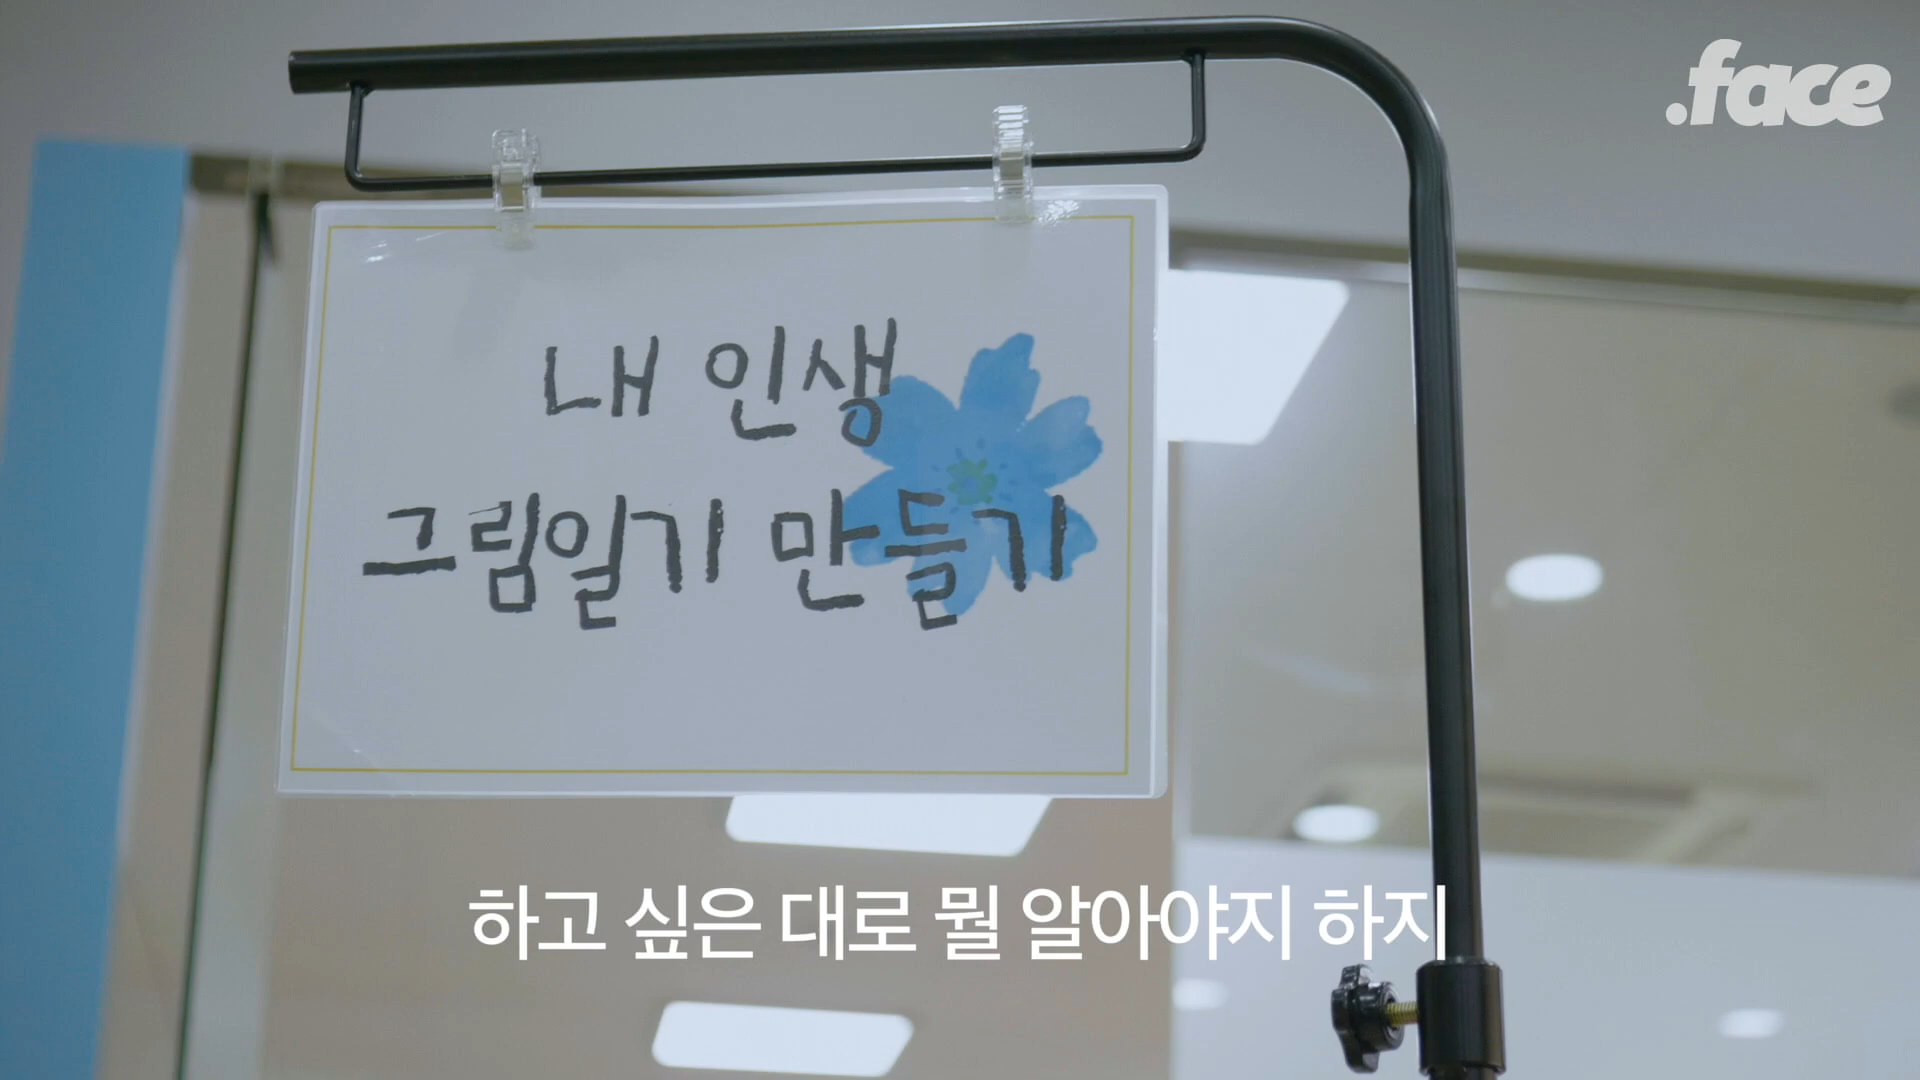 .face
내 인생
그림일기 만들기
하고 싶은 대로 뭘 알아야지 하지